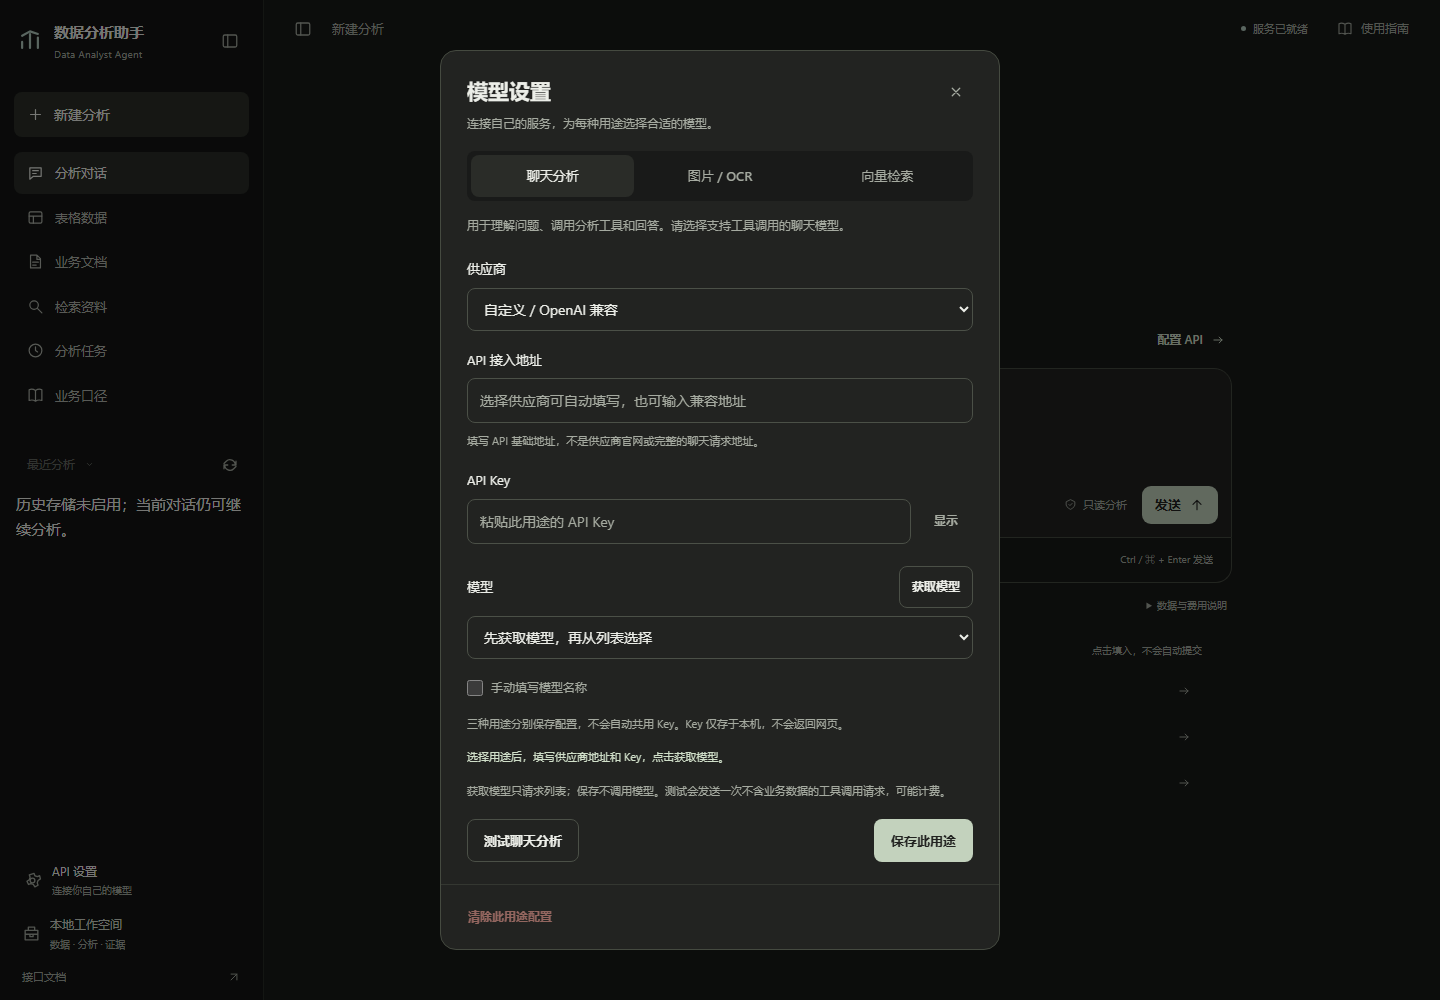 数据分析助手
Data Analyst Agent
新建分析
分析对话
表格数据
业务文档
检索资料
分析任务
业务口径
最近分析
历史存储未启用；当前对话仍可继
续分析。
API 设置
连接你自己的模型
本地工作空间
数据 · 分析 · 证据
接口文档
新建分析
服务已就绪
使用指南
模型设置
连接自己的服务，为每种用途选择合适的模型。
聊天分析
图片 / OCR
向量检索
用于理解问题、调用分析工具和回答。请选择支持工具调用的聊天模型。
供应商
自定义 / OpenAI 兼容
API 接入地址
选择供应商可自动填写，也可输入兼容地址
填写 API 基础地址，不是供应商官网或完整的聊天请求地址。
API Key
粘贴此用途的 API Key
显示
模型
获取模型
先获取模型，再从列表选择
手动填写模型名称
三种用途分别保存配置，不会自动共用 Key。Key 仅存于本机，不会返回网页。
选择用途后，填写供应商地址和 Key，点击获取模型。
获取模型只请求列表；保存不调用模型。测试会发送一次不含业务数据的工具调用请求，可能计费。
测试聊天分析
保存此用途
清除此用途配置
配置 API
只读分析
发送
Ctrl / ⌘ + Enter 发送
数据与费用说明
点击填入，不会自动提交